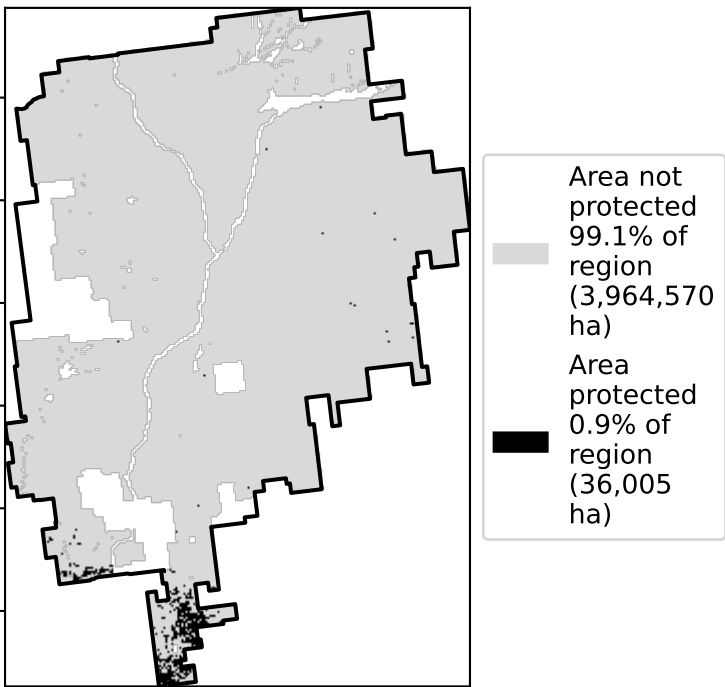 Area not
protected
99.1% of
region
(3,964,570
ha)
Area
protected
0.9% of
region
(36,005
ha)